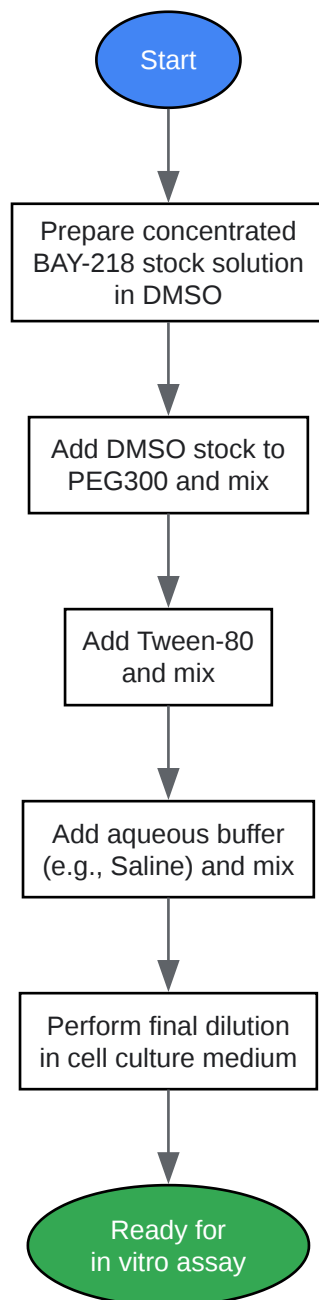 Start
Prepare concentrated
BAY-218 stock solution
in DMSO
Add DMSO stock to
PEG300 and mix
Add Tween-80
and mix
Add aqueous buffer
(e.g., Saline) and mix
Perform final dilution
in cell culture medium
Ready for
in vitro assay